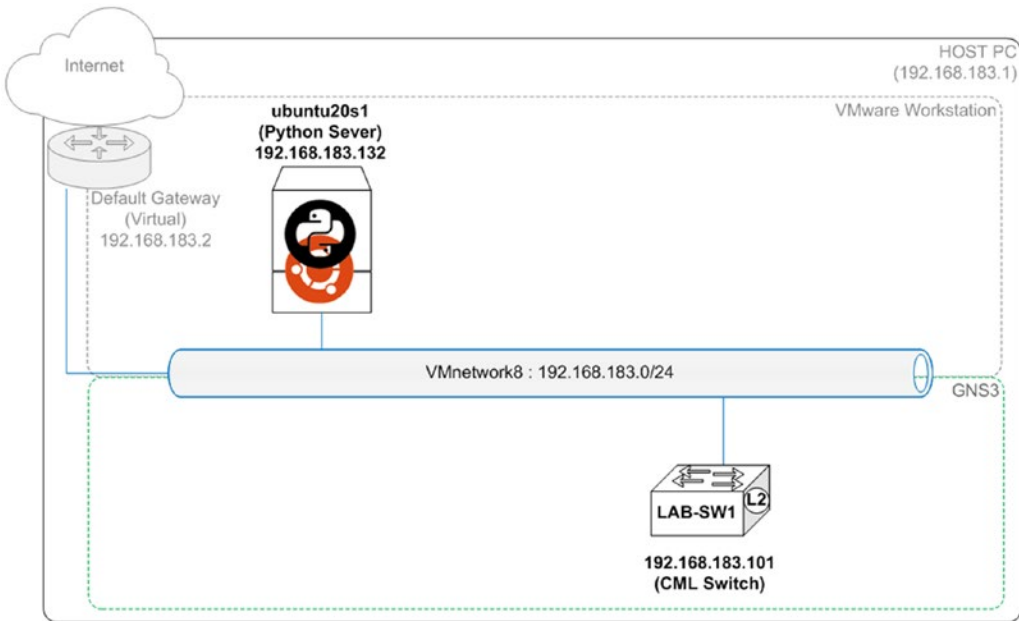 Internet
HOST PC
(192.168.183.1)
VMware Workstation
ubuntu20s1
(Python Sever)
192.168.183.132
Default Gateway
(Virtual)
192.168.183.2
VMnetwork8 : 192.168.183.0/24
GNS3
LAB-SW1
L2
192.168.183.101
(CML Switch)